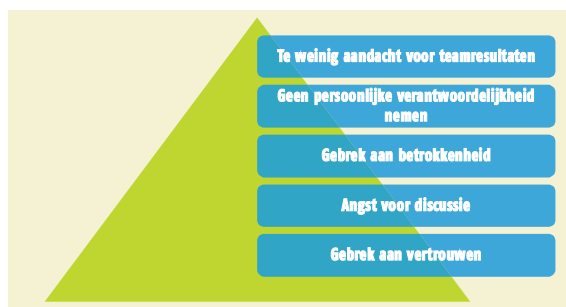 Te weinig aandacht voor teamresultaten
Geen persoonlijke verantwoordelijkheid
nemen
Gebrek aan betrokkenheid
Angst voor discussie
Gebrek aan vertrouwen